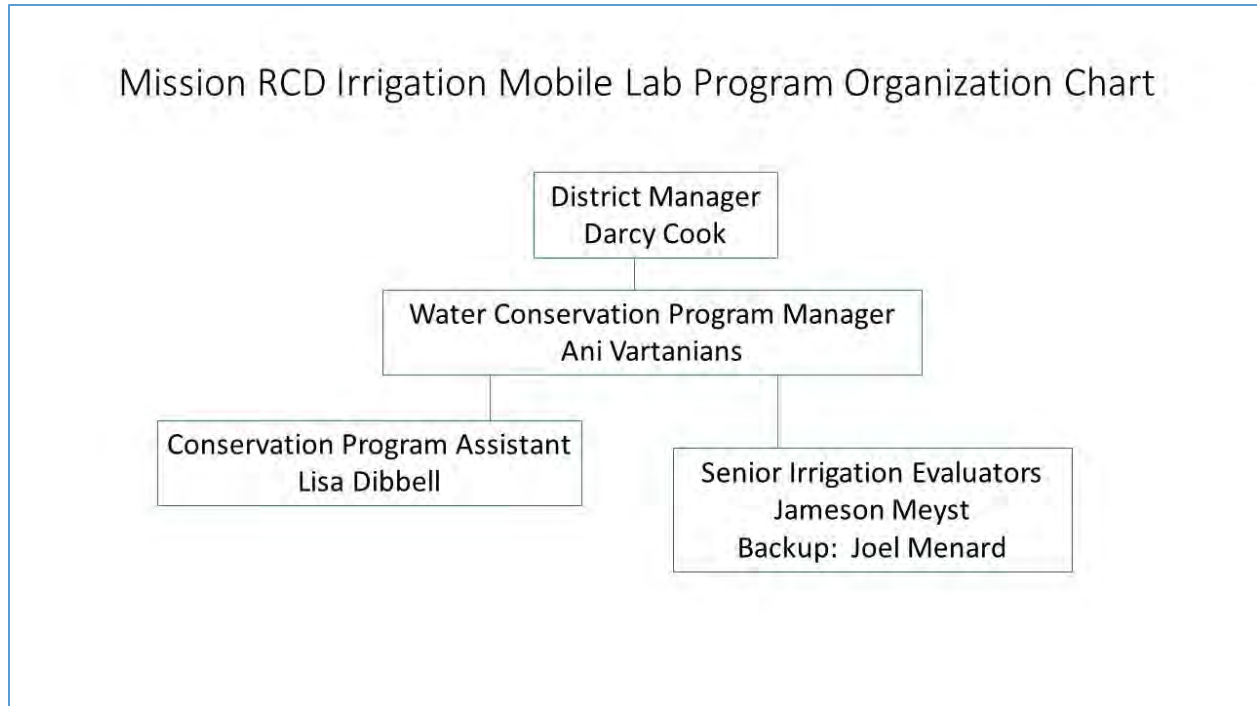 Mission RCD Irrigation Mobile Lab Program Organization Chart
District Manager
Darcy Cook
Water Conservation Program Manager
Ani Vartanians
Conservation Program Assistant
Lisa Dibbell
Senior Irrigation Evaluators
Jameson Meyst
Backup: Joel Menard